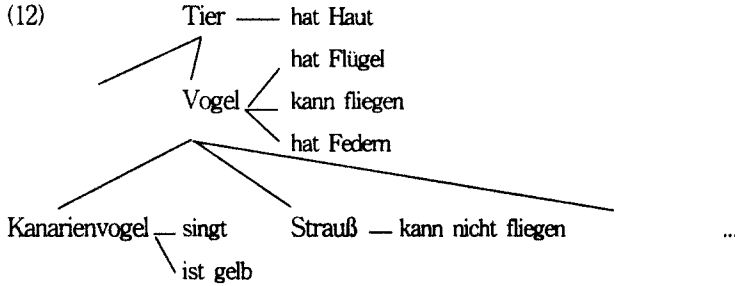 (12) Tier hat Haut
hat Flügel
Vogel kann fliegen
hat Federn
Kanarienvogel singt Strauß kann nicht fliegen ...
ist gelb